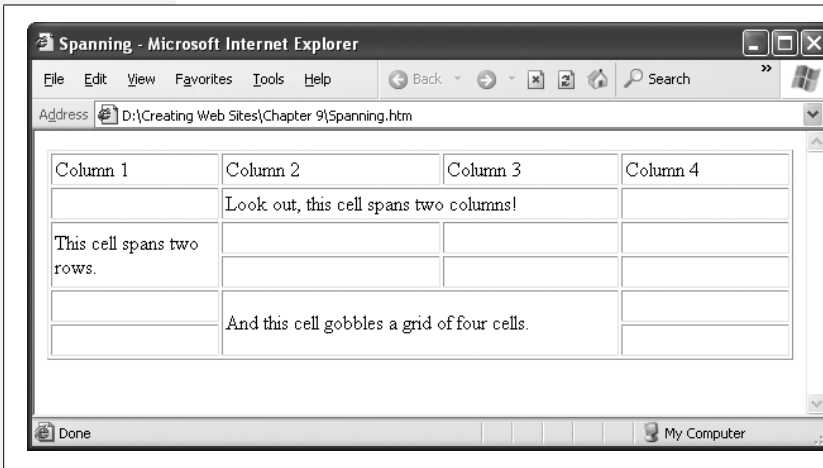 Spanning - Microsoft Internet Explorer
File Edit View Favorites Tools Help Back Search »
Address D:\Creating Web Sites\Chapter 9\Spanning.htm
Column 1 Column 2 Column 3 Column 4
Look out, this cell spans two columns!
This cell spans two
rows.
And this cell gobbles a grid of four cells.
Done My Computer